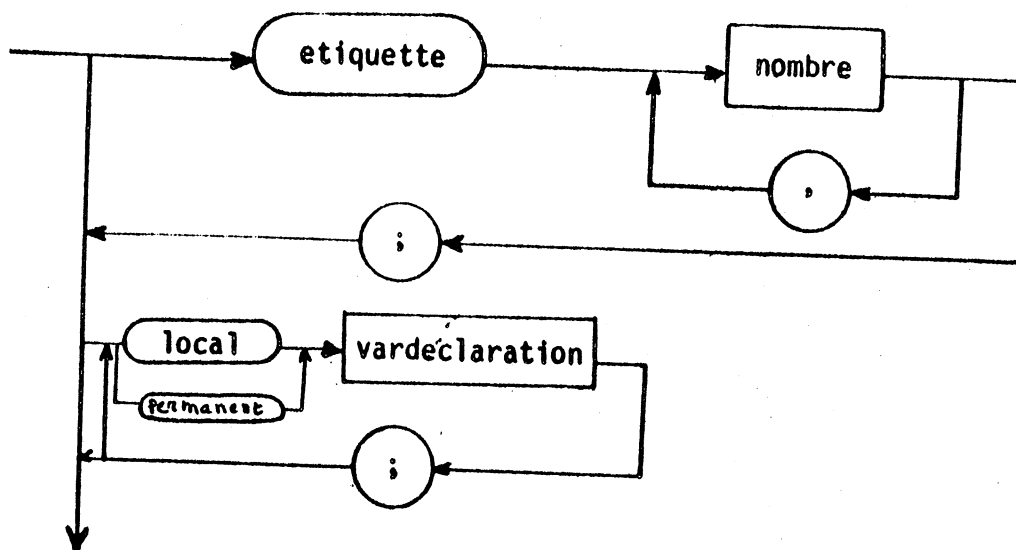 etiquette
nombre
,
;
local
vardeclaration
permanent
;